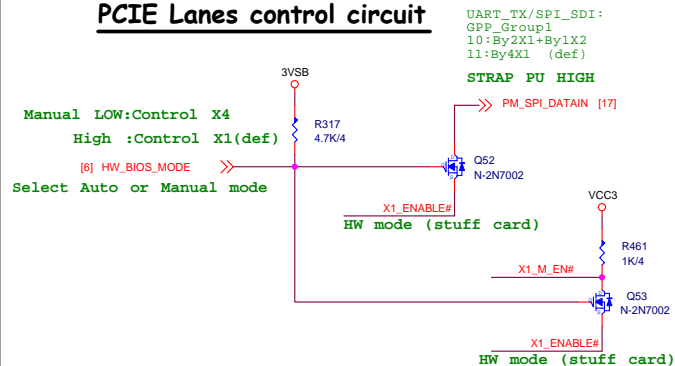 PCIE Lanes control circuit
UART_TX/SPI_SDI:
GPP_Group1
10:By2X1+By1X2
11:By4X1 (def)
STRAP PU HIGH
3VSB
PM_SPI_DATAIN [17]
Manual LOW:Control X4
R317
4.7K/4
High :Control X1(def)
[6] HW_BIOS_MODE
Q52
N-2N7002
Select Auto or Manual mode
VCC3
X1_ENABLE#
HW mode (stuff card)
R461
1K/4
X1_M_EN#
Q53
N-2N7002
X1_ENABLE#
HW mode (stuff card)